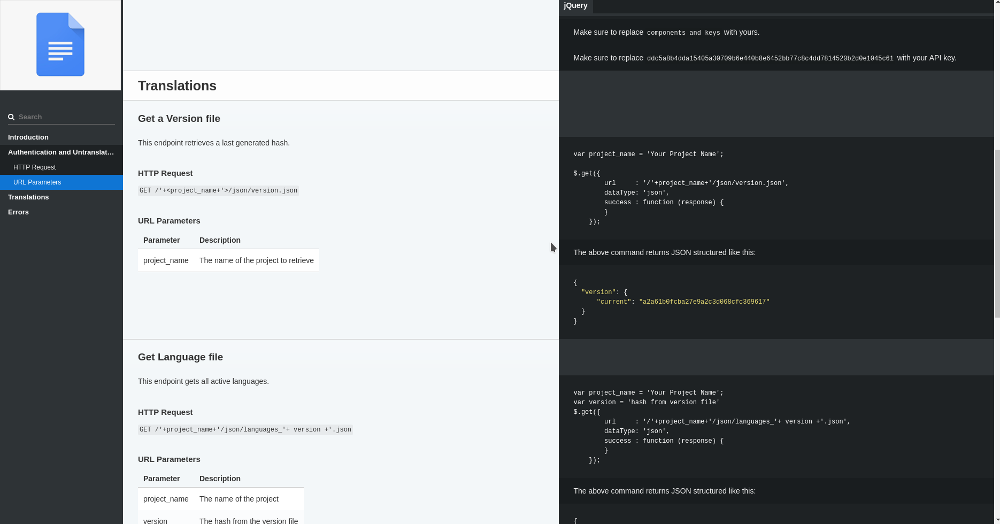 Search
Introduction
Authentication and Untranslat...
HTTP Request
URL Parameters
Translations
Errors
Translations
Get a Version file
This endpoint retrieves a last generated hash.
HTTP Request
GET /'+<project_name+'>/json/version.json
URL Parameters
Parameter Description
project_name The name of the project to retrieve
Get Language file
This endpoint gets all active languages.
HTTP Request
GET /'+project_name+'/json/languages_'+ version +'.json
URL Parameters
Parameter Description
project_name The name of the project
version The hash from the version file
jQuery
Make sure to replace components and keys with yours.
Make sure to replace ddc5a8b4dda15405a30709b6e440b8e6452bb77c8c4dd7814520b2d0e1045c61 with your API key.
var project_name = 'Your Project Name';
$.get({
url : '/'+project_name+'/json/version.json',
dataType: 'json',
success : function (response) {
}
});
The above command returns JSON structured like this:
{
"version": {
"current": "a2a61b0fcba27e9a2c3d068cfc369617"
}
}
var project_name = 'Your Project Name';
var version = 'hash from version file'
$.get({
url : '/'+project_name+'/json/languages_'+ version +'.json',
dataType: 'json',
success : function (response) {
}
});
The above command returns JSON structured like this:
{